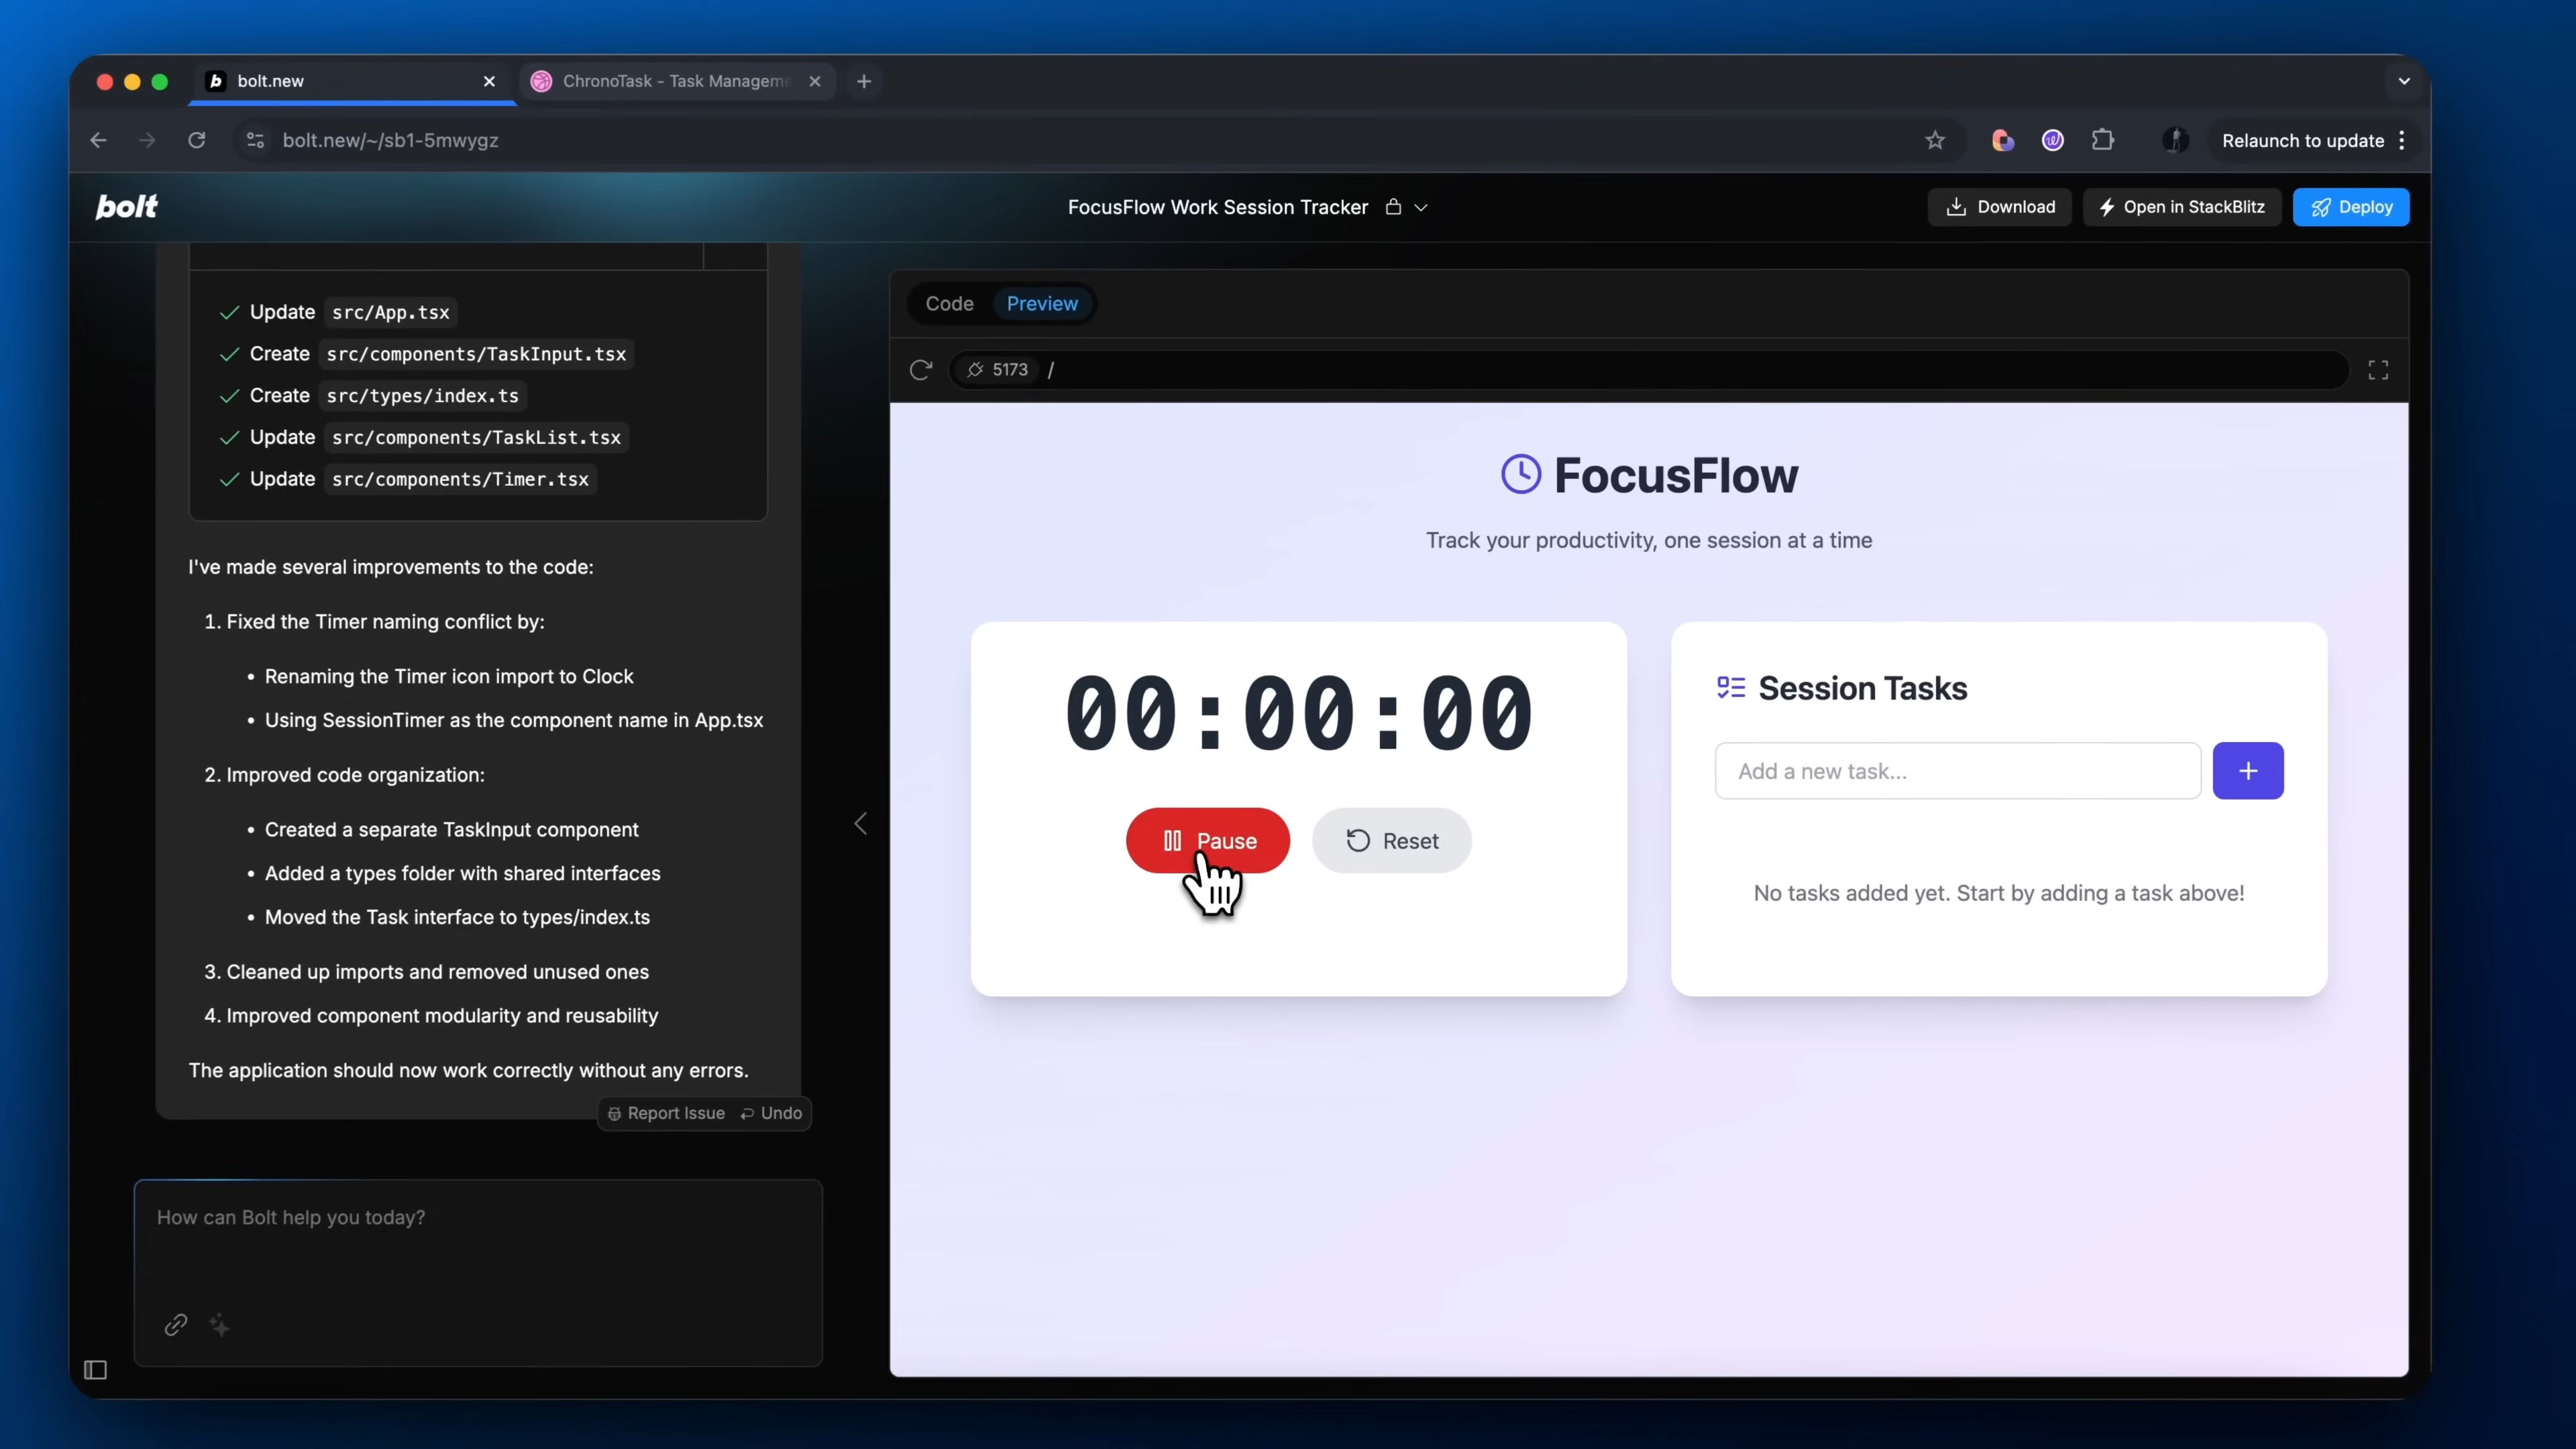 bolt.new
ChronoTask - Task Manageme
bolt.new/~/sb1-5mwygz
Relaunch to update
bolt
FocusFlow Work Session Tracker
Download
Open in StackBlitz
Deploy
Update src/App.tsx
Create src/components/TaskInput.tsx
Create src/types/index.ts
Update src/components/TaskList.tsx
Update src/components/Timer.tsx
I've made several improvements to the code:
1. Fixed the Timer naming conflict by:
• Renaming the Timer icon import to Clock
• Using SessionTimer as the component name in App.tsx
2. Improved code organization:
• Created a separate TaskInput component
• Added a types folder with shared interfaces
• Moved the Task interface to types/index.ts
3. Cleaned up imports and removed unused ones
4. Improved component modularity and reusability
The application should now work correctly without any errors.
Report Issue Undo
How can Bolt help you today?
Code Preview
5173 /
FocusFlow
Track your productivity, one session at a time
00:00:00
Pause
Reset
Session Tasks
Add a new task...
No tasks added yet. Start by adding a task above!